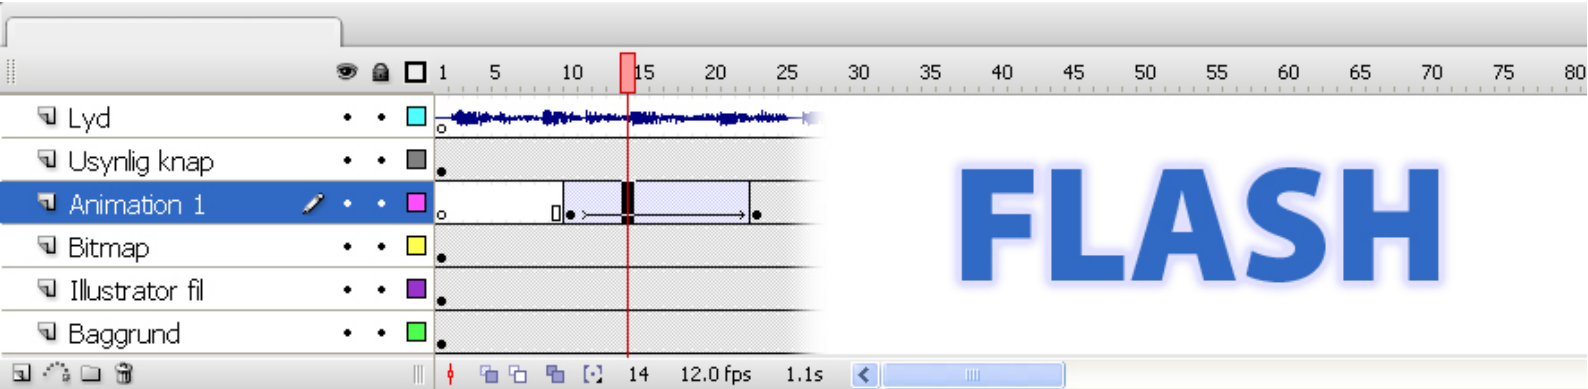 1 5 10 15 20 25 30 35 40 45 50 55 60 65 70 75 80
Lyd
Usynlig knap
Animation 1
Bitmap
Illustrator fil
Baggrund
FLASH
14 12.0 fps 1.1s